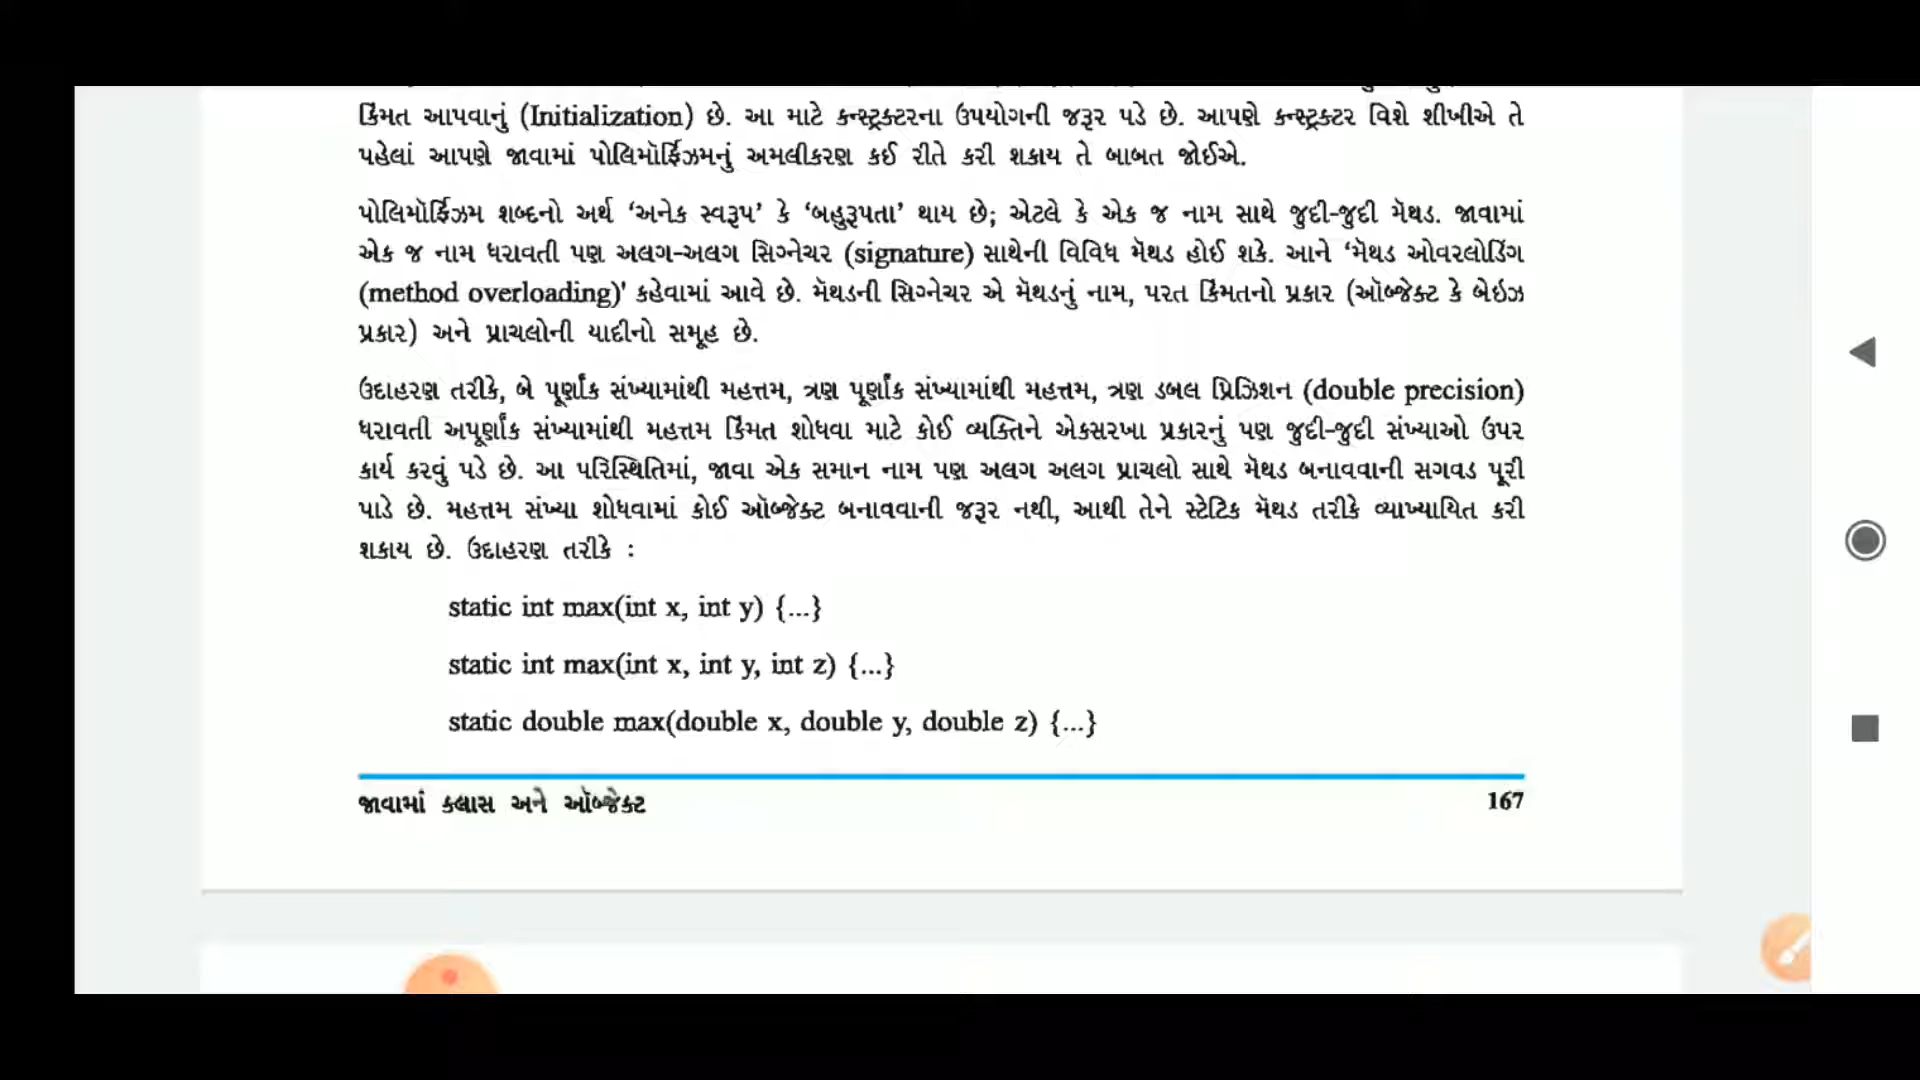 કિંમત આપવાનું (Initialization) છે. આ માટે કન્સ્ટ્રક્ટરના ઉપયોગની જરૂર પડે છે. આપણે કન્સ્ટ્રક્ટર વિશે શીખીએ તે
પહેલાં આપણે જાવામાં પોલિમૉર્ફિઝમનું અમલીકરણ કઈ રીતે કરી શકાય તે બાબત જોઈએ.
પોલિમૉર્ફિઝમ શબ્દનો અર્થ ‘અનેક સ્વરૂપ’ કે ‘બહુરૂપતા’ થાય છે; એટલે કે એક જ નામ સાથે જુદી-જુદી મૅથડ. જાવામાં
એક જ નામ ધરાવતી પણ અલગ-અલગ સિગ્નેચર (signature) સાથેની વિવિધ મૅથડ હોઈ શકે. આને ‘મૅથડ ઓવરલોડિંગ
(method overloading)' કહેવામાં આવે છે. મૅથડની સિગ્નેચર એ મૅથડનું નામ, પરત કિંમતનો પ્રકાર (ઑબ્જેક્ટ કે બેઇઝ
પ્રકાર) અને પ્રાચલોની યાદીનો સમૂહ છે.
ઉદાહરણ તરીકે, બે પૂર્ણાંક સંખ્યામાંથી મહત્તમ, ત્રણ પૂર્ણાંક સંખ્યામાંથી મહત્તમ, ત્રણ ડબલ પ્રિઝિશન (double precision)
ધરાવતી અપૂર્ણાંક સંખ્યામાંથી મહત્તમ કિંમત શોધવા માટે કોઈ વ્યક્તિને એકસરખા પ્રકારનું પણ જુદી-જુદી સંખ્યાઓ ઉપર
કાર્ય કરવું પડે છે. આ પરિસ્થિતિમાં, જાવા એક સમાન નામ પણ અલગ અલગ પ્રાચલો સાથે મૅથડ બનાવવાની સગવડ પૂરી
પાડે છે. મહત્તમ સંખ્યા શોધવામાં કોઈ ઑબ્જેક્ટ બનાવવાની જરૂર નથી, આથી તેને સ્ટેટિક મૅથડ તરીકે વ્યાખ્યાયિત કરી
શકાય છે. ઉદાહરણ તરીકે :
static int max(int x, int y) {...}
static int max(int x, int y, int z) {...}
static double max(double x, double y, double z) {...}
જાવામાં ક્લાસ અને ઑબ્જેક્ટ 167